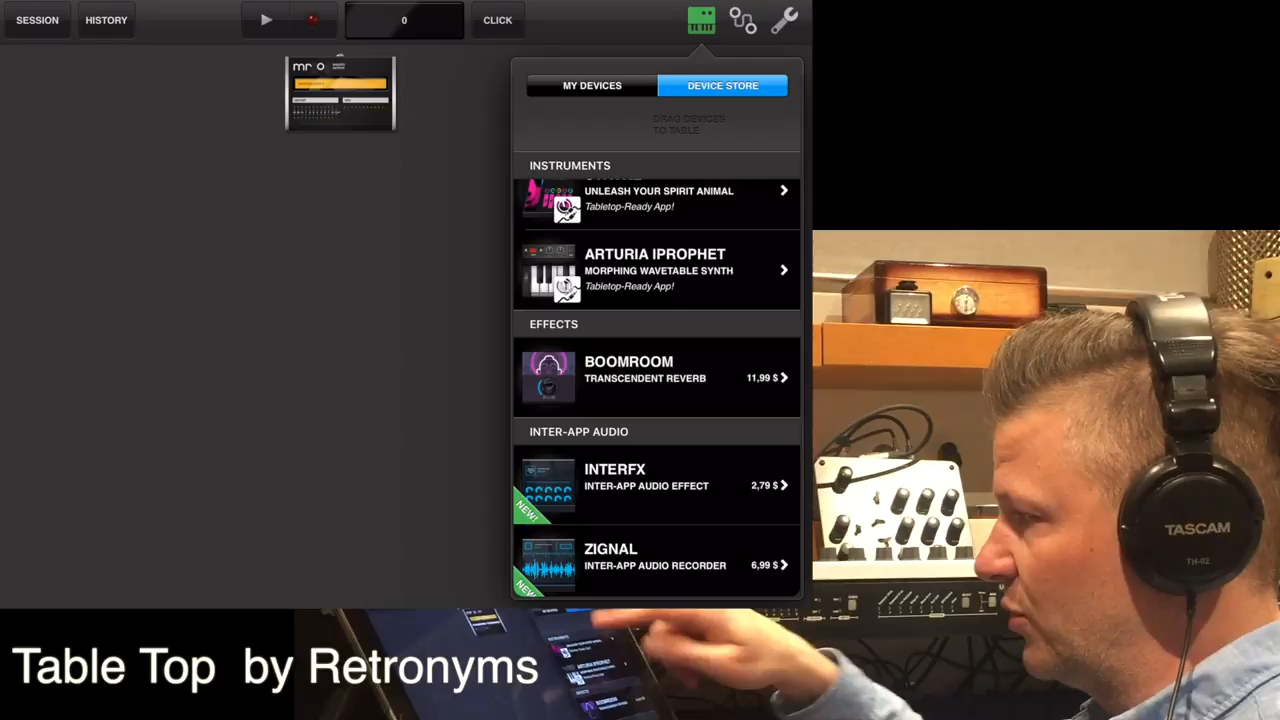 SESSION
HISTORY
0
CLICK
mr O
MY DEVICES
DEVICE STORE
DRAG DEVICES
TO TABLE
INSTRUMENTS
UNLEASH YOUR SPIRIT ANIMAL
Tabletop-Ready App!
ARTURIA IPROPHET
MORPHING WAVETABLE SYNTH
Tabletop-Ready App!
EFFECTS
BOOMROOM
TRANSCENDENT REVERB
11,99 $
INTER-APP AUDIO
INTERFX
INTER-APP AUDIO EFFECT
2,79 $
NEW!
ZIGNAL
INTER-APP AUDIO RECORDER
6,99 $
NEW!
TASCAM
TH-02
Table Top by Retronyms